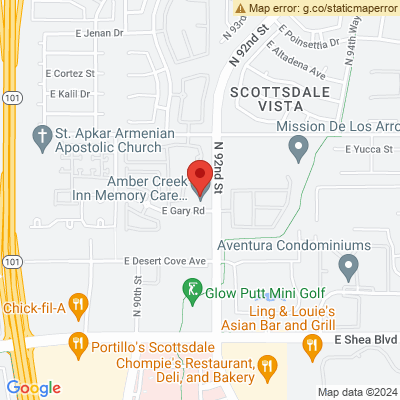 Map error: g.co/staticmaperror
E Jenan Dr
N 93rd
N 92nd St
E Poinsettia Dr
N 94th Way
E Altadena Ave
E Cortez St
E Kalil Dr
101
SCOTTSDALE
VISTA
St. Apkar Armenian
Apostolic Church
N 92nd St
Mission De Los Arro
E Yucca St
Amber Creek
Inn Memory Care...
E Gary Rd
Aventura Condominiums
101
E Desert Cove Ave
N 90th St
Glow Putt Mini Golf
Chick-fil-A
Ling & Louie's
Asian Bar and Grill
E Shea Blvd
Portillo's Scottsdale
Chompie's Restaurant,
Deli, and Bakery
Google
Map data ©2024